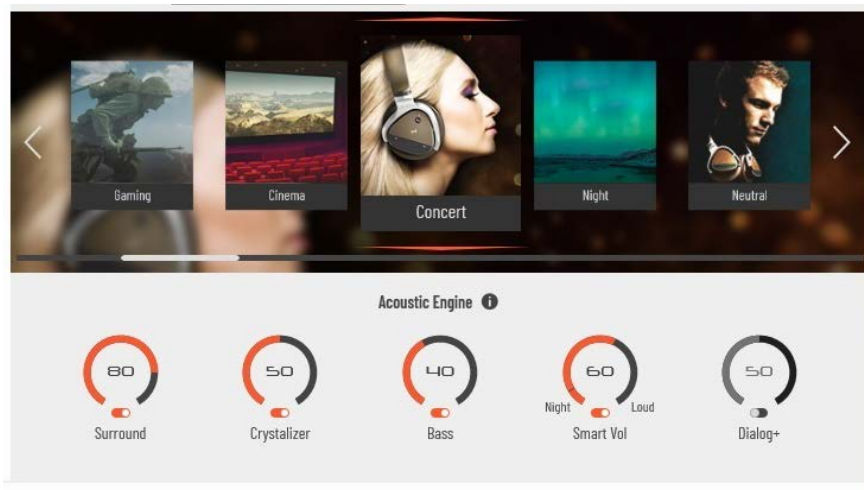 Gaming
Cinema
Concert
Night
Neutral
Acoustic Engine i
80
50
40
60
50
Night
Loud
Surround
Crystalizer
Bass
Smart Vol
Dialog+